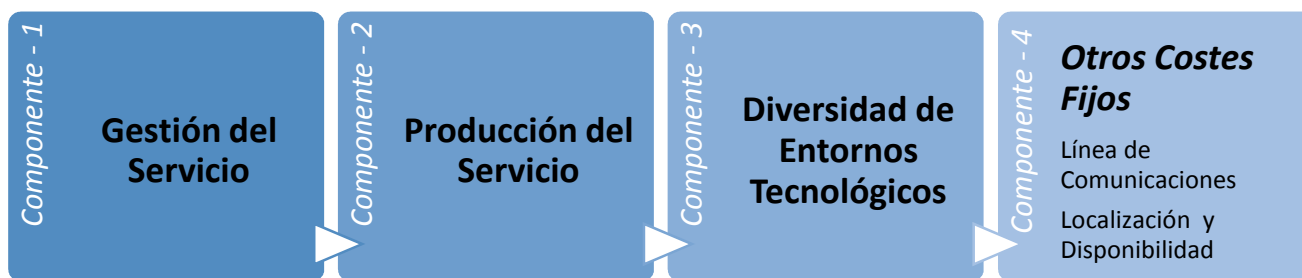 Componente - 1
Gestión del
Servicio
Componente - 2
Producción del
Servicio
Componente - 3
Diversidad de
Entornos
Tecnológicos
Componente - 4
Otros Costes
Fijos
Línea de
Comunicaciones
Localización y
Disponibilidad